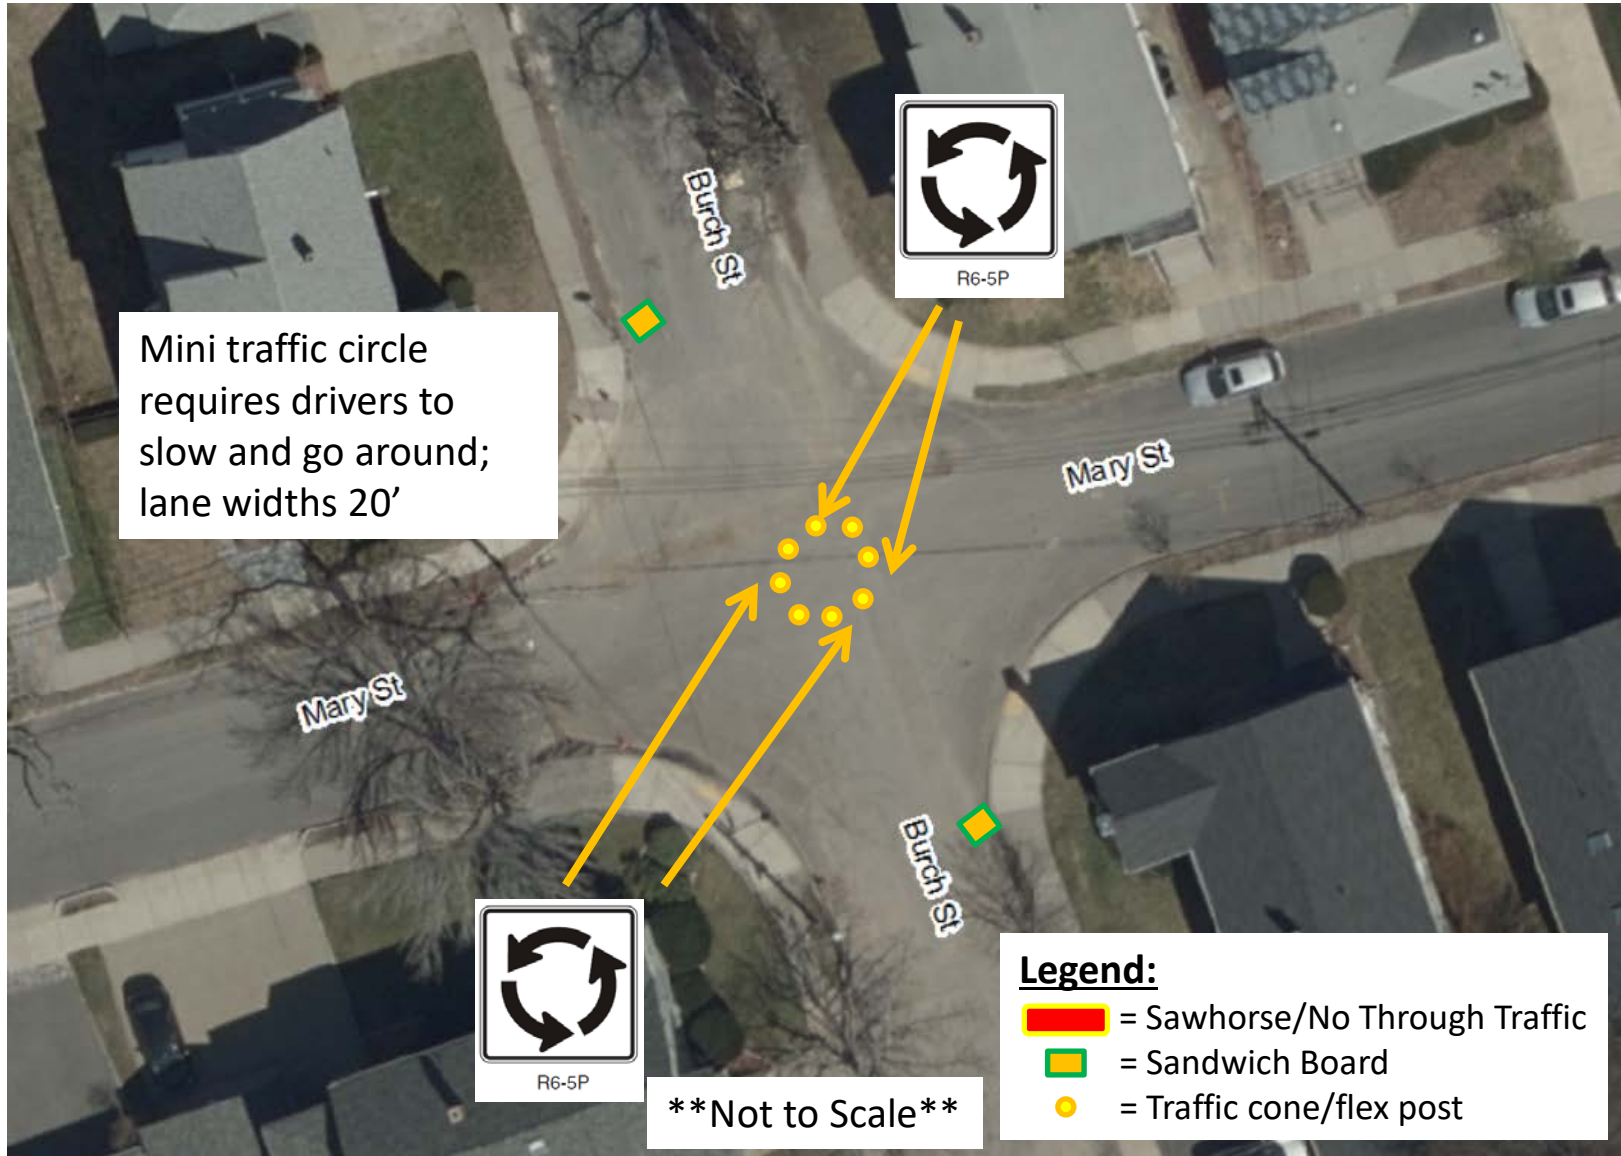 Burch St
R6-5P
Mini traffic circle
requires drivers to
slow and go around;
lane widths 20’
Mary St
Mary St
Burch St
R6-5P
**Not to Scale**
Legend:
= Sawhorse/No Through Traffic
= Sandwich Board
= Traffic cone/flex post